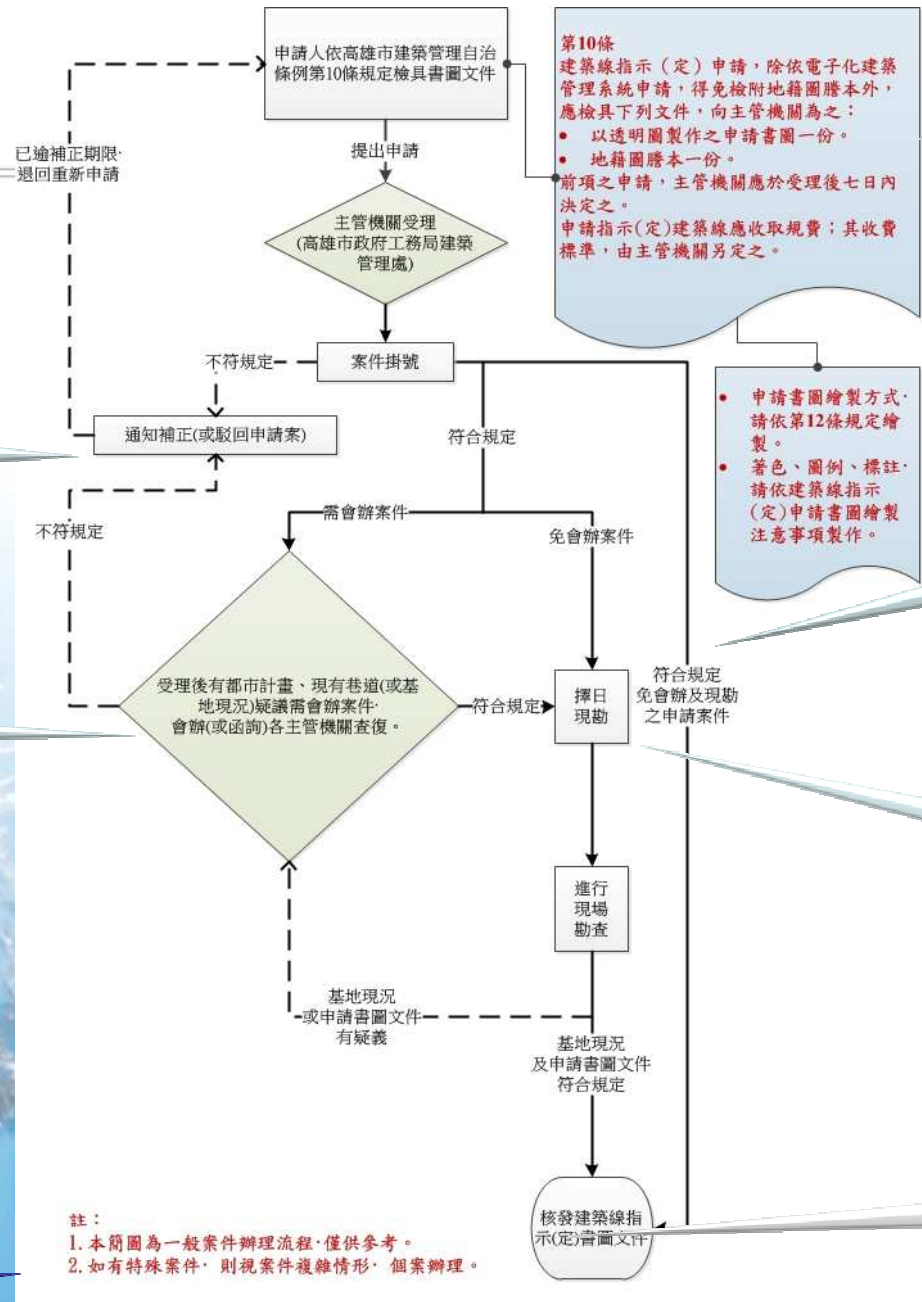 申請人依高雄市建築管理自治
條例第10條規定檢具書圖文件
第10條
建築線指示（定）申請，除依電子化建築
管理系統申請，得免檢附地籍圖謄本外，
應檢具下列文件，向主管機關為之：
• 以透明圖製作之申請書圖一份。
• 地籍圖謄本一份。
前項之申請，主管機關應於受理後七日內
決定之。
申請指示(定)建築線應收取規費；其收費
標準，由主管機關另定之。
已逾補正期限‧
退回重新申請
提出申請
主管機關受理
(高雄市政府工務局建築
管理處)
不符規定
案件掛號
通知補正(或駁回申請案)
符合規定
• 申請書圖繪製方式‧
請依第12條規定繪
製。
• 著色、圖例、標註‧
請依建築線指示
(定)申請書圖繪製
注意事項製作。
不符規定
需會辦案件
免會辦案件
受理後有都市計畫、現有巷道(或基
地現況)疑議需會辦案件‧
會辦(或函詢)各主管機關查復。
符合規定
擇日
現勘
符合規定
免會辦及現勘
之申請案件
進行
現場
勘查
基地現況
或申請書圖文件
有疑義
基地現況
及申請書圖文件
符合規定
核發建築線指
示(定)書圖文件
註：
1.本簡圖為一般案件辦理流程‧僅供參考。
2.如有特殊案件‧則視案件複雜情形‧個案辦理。